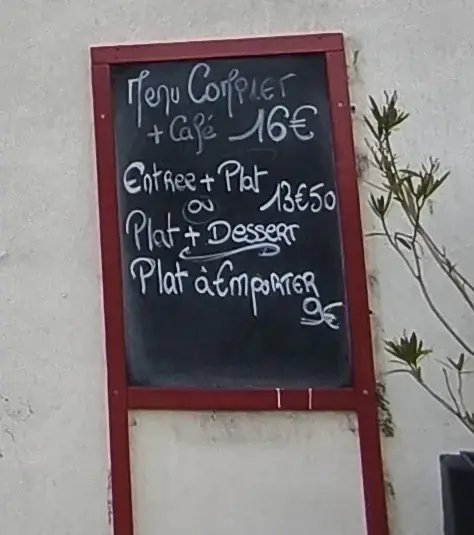 Menu Complet
+ Café 16€
Entree + Plat
ou 13€50
Plat + Dessert
Plat à Emporter
9€